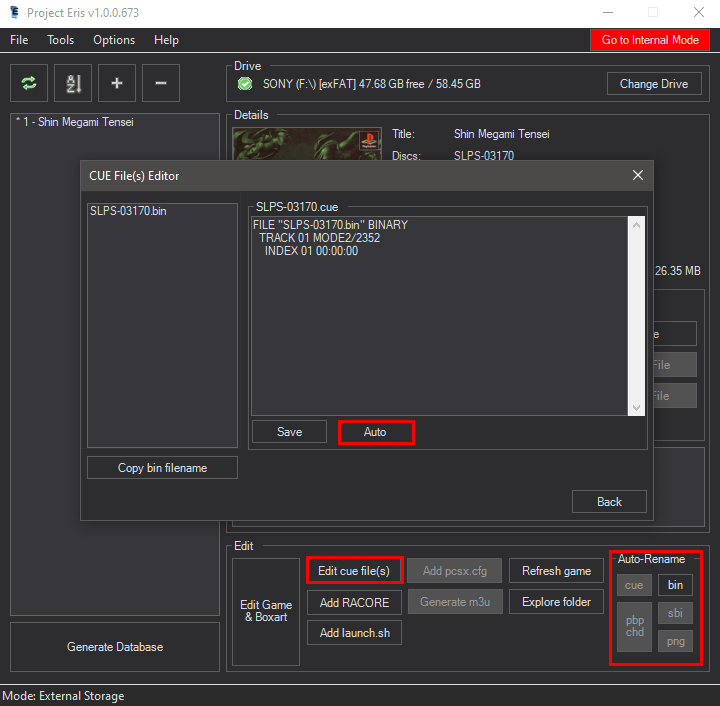 Project Eris v1.0.0.673
File Tools Options Help
Go to Internal Mode
Drive
SONY (F:\) [exFAT] 47.68 GB free / 58.45 GB
Change Drive
* 1 - Shin Megami Tensei
Details
Title: Shin Megami Tensei
Discs: SLPS-03170
CUE File(s) Editor
SLPS-03170.bin
SLPS-03170.cue
FILE "SLPS-03170.bin" BINARY
TRACK 01 MODE2/2352
INDEX 01 00:00:00
26.35 MB
e
File
File
Save
Auto
Copy bin filename
Back
Edit
Edit Game
& Boxart
Edit cue file(s)
Add pcsx.cfg
Refresh game
Add RACORE
Generate m3u
Explore folder
Add launch.sh
Auto-Rename
cue
bin
pbp
chd
sbi
png
Generate Database
Mode: External Storage